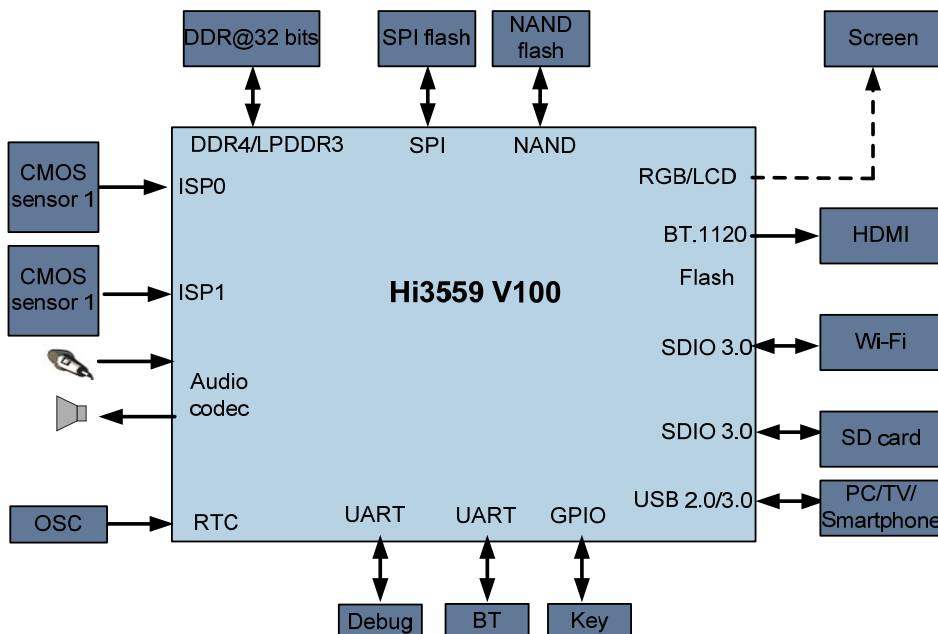 DDR@32 bits
SPI flash
NAND
flash
Screen
DDR4/LPDDR3
SPI
NAND
CMOS
sensor 1
ISP0
RGB/LCD
BT.1120
HDMI
Flash
CMOS
sensor 1
ISP1
Hi3559 V100
SDIO 3.0
Wi-Fi
Audio
codec
SDIO 3.0
SD card
USB 2.0/3.0
PC/TV/
Smartphone
OSC
RTC
UART
UART
GPIO
Debug
BT
Key